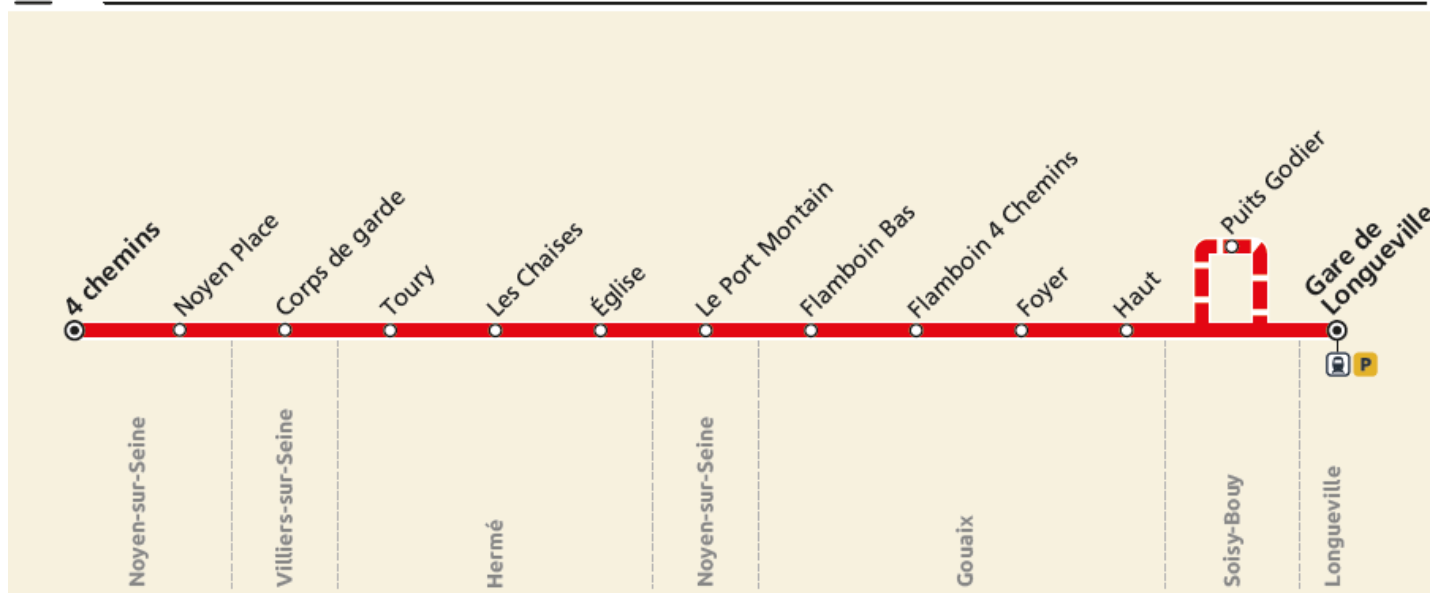 4 chemins
Noyen Place
Corps de garde
Toury
Les Chaises
Église
Le Port Montain
Flamboin Bas
Flamboin 4 Chemins
Foyer
Haut
Puits Godier
Gare de
Longueville
P
Noyen-sur-Seine
Villiers-sur-Seine
Hermé
Noyen-sur-Seine
Gouaix
Soisy-Bouy
Longueville